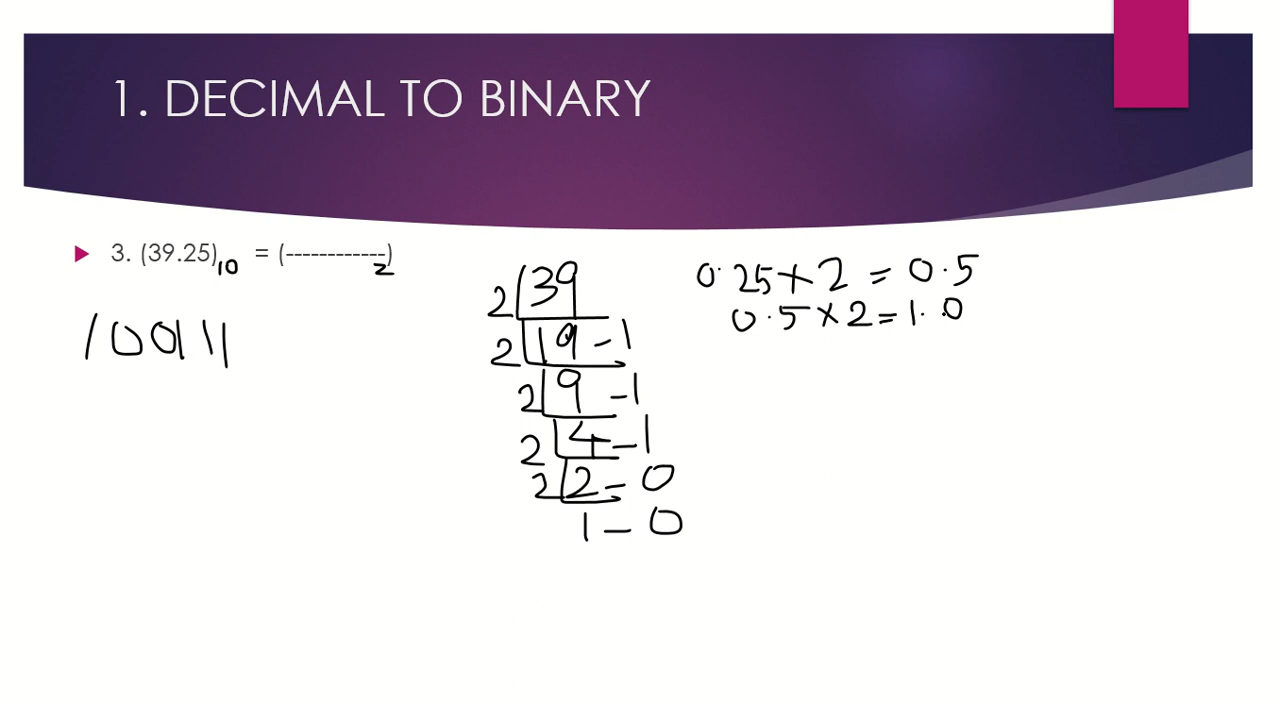 1. DECIMAL TO BINARY
3. (39.25)10 = (------------)2
100111
2 | 39
2 | 19 - 1
2 | 9 - 1
2 | 4 - 1
2 | 2 - 0
1 - 0
0.25 × 2 = 0.5
0.5 × 2 = 1.0